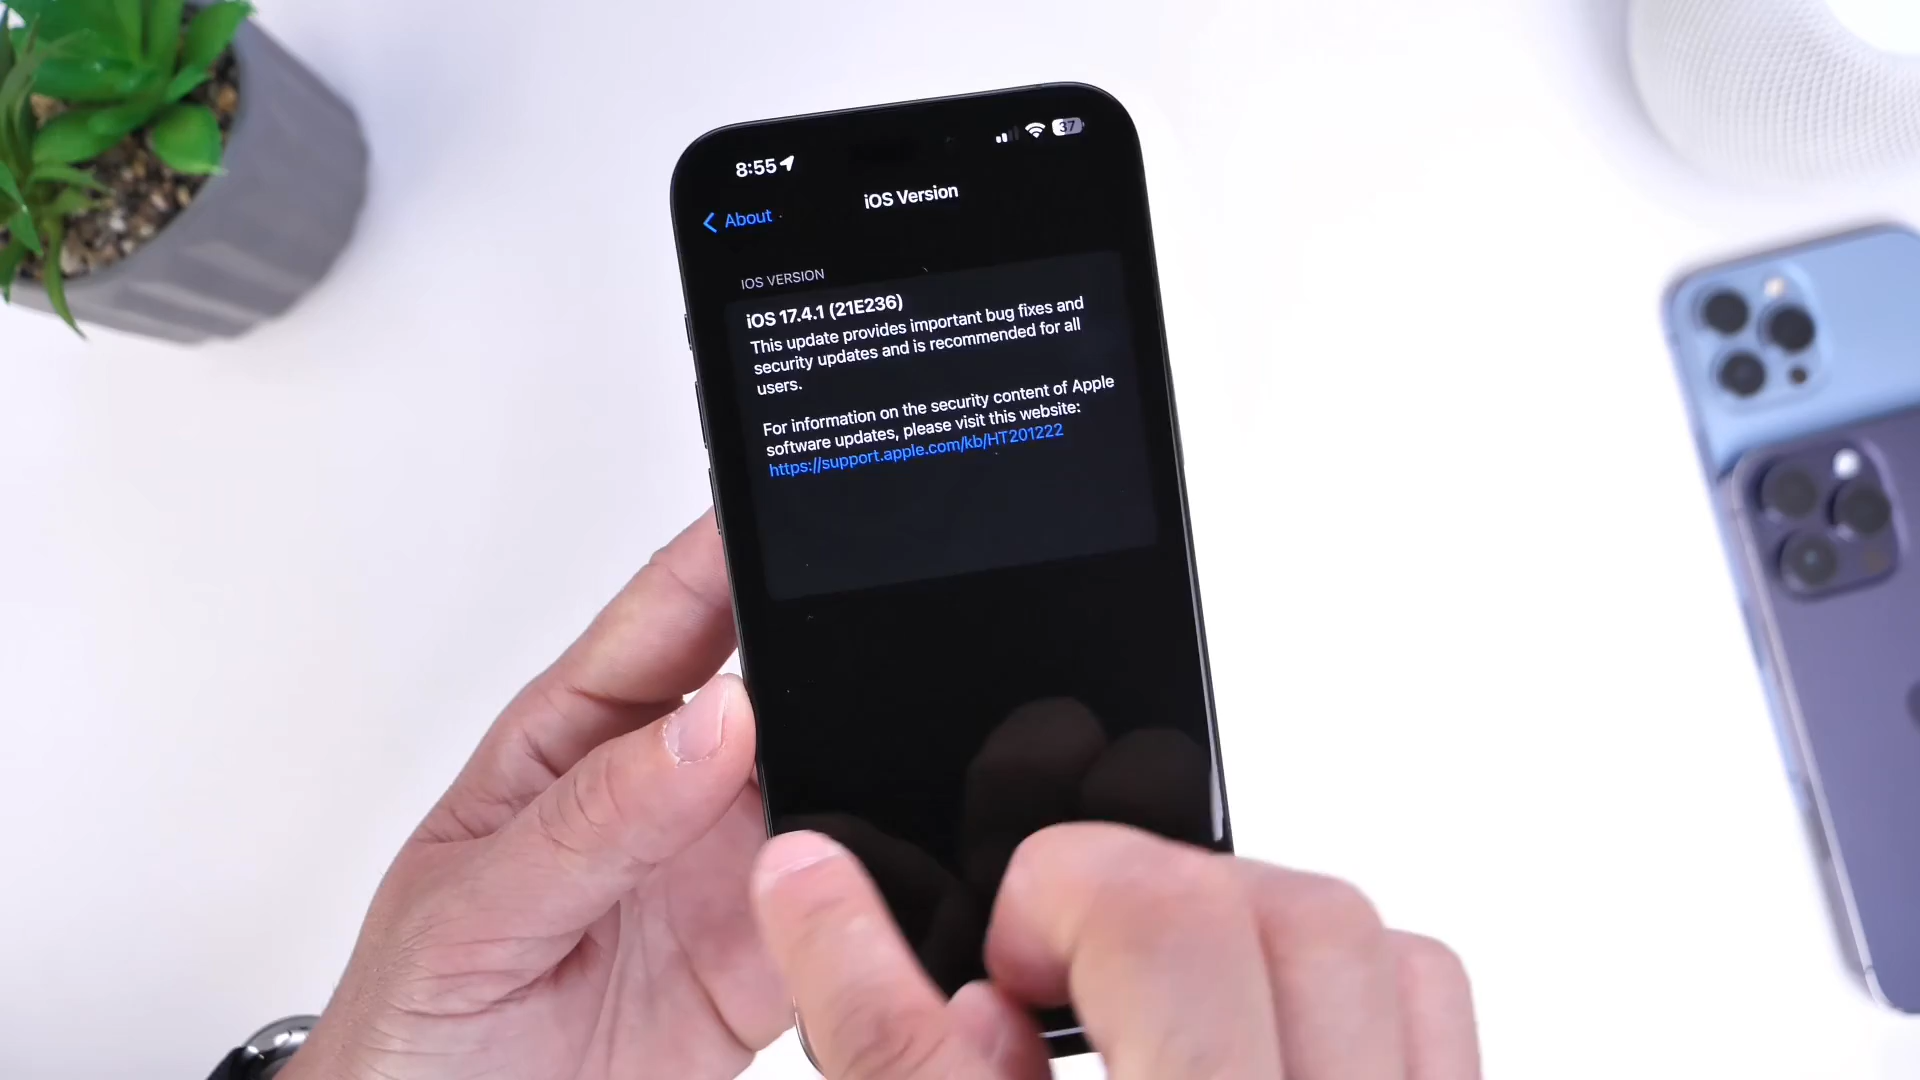 8:55
37
About
iOS Version
IOS VERSION
iOS 17.4.1 (21E236)
This update provides important bug fixes and
security updates and is recommended for all
users.
For information on the security content of Apple
software updates, please visit this website:
https://support.apple.com/kb/HT201222